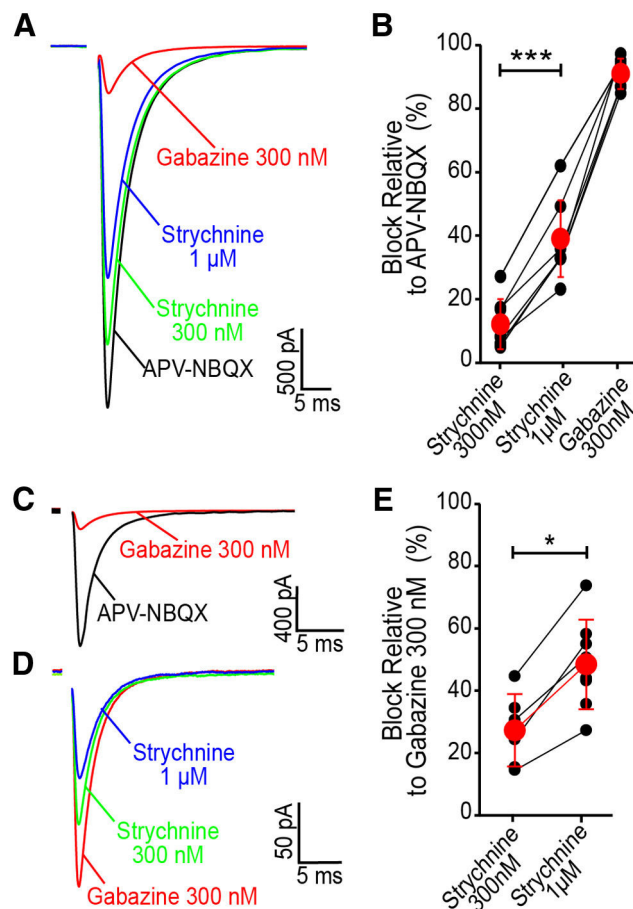 A
Gabazine 300 nM
Strychnine
1 µM
Strychnine
300 nM
APV-NBQX
500 pA
5 ms
B
Block Relative
to APV-NBQX (%)
100
80
60
40
20
0
***
Strychnine
300nM
Strychnine
1µM
Gabazine
300nM
C
Gabazine 300 nM
APV-NBQX
400 pA
5 ms
D
Strychnine
1 µM
Strychnine
300 nM
Gabazine 300 nM
50 pA
5 ms
E
Block Relative
to Gabazine 300 nM (%)
100
80
60
40
20
0
*
Strychnine
300nM
Strychnine
1µM